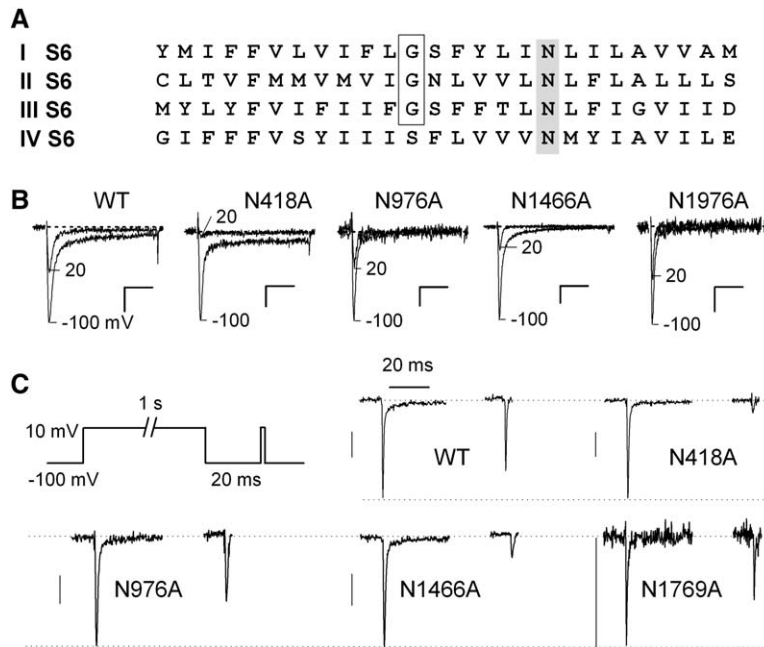 A
I S6 Y M I F F V L V I F L G S F Y L I N L I L A V V A M
II S6 C L T V F M M V M V I G N L V V L N L F L A L L L S
III S6 M Y L Y F V I F I I F G S F F T L N L F I G V I I D
IV S6 G I F F F V S Y I I I S F L V V V N M Y I A V I L E
B
WT N418A N976A N1466A N1976A
20 20 20 20 20
-100 mV -100 -100 -100 -100
C
1 s
10 mV
-100 mV 20 ms
20 ms
WT N418A
N976A N1466A N1769A